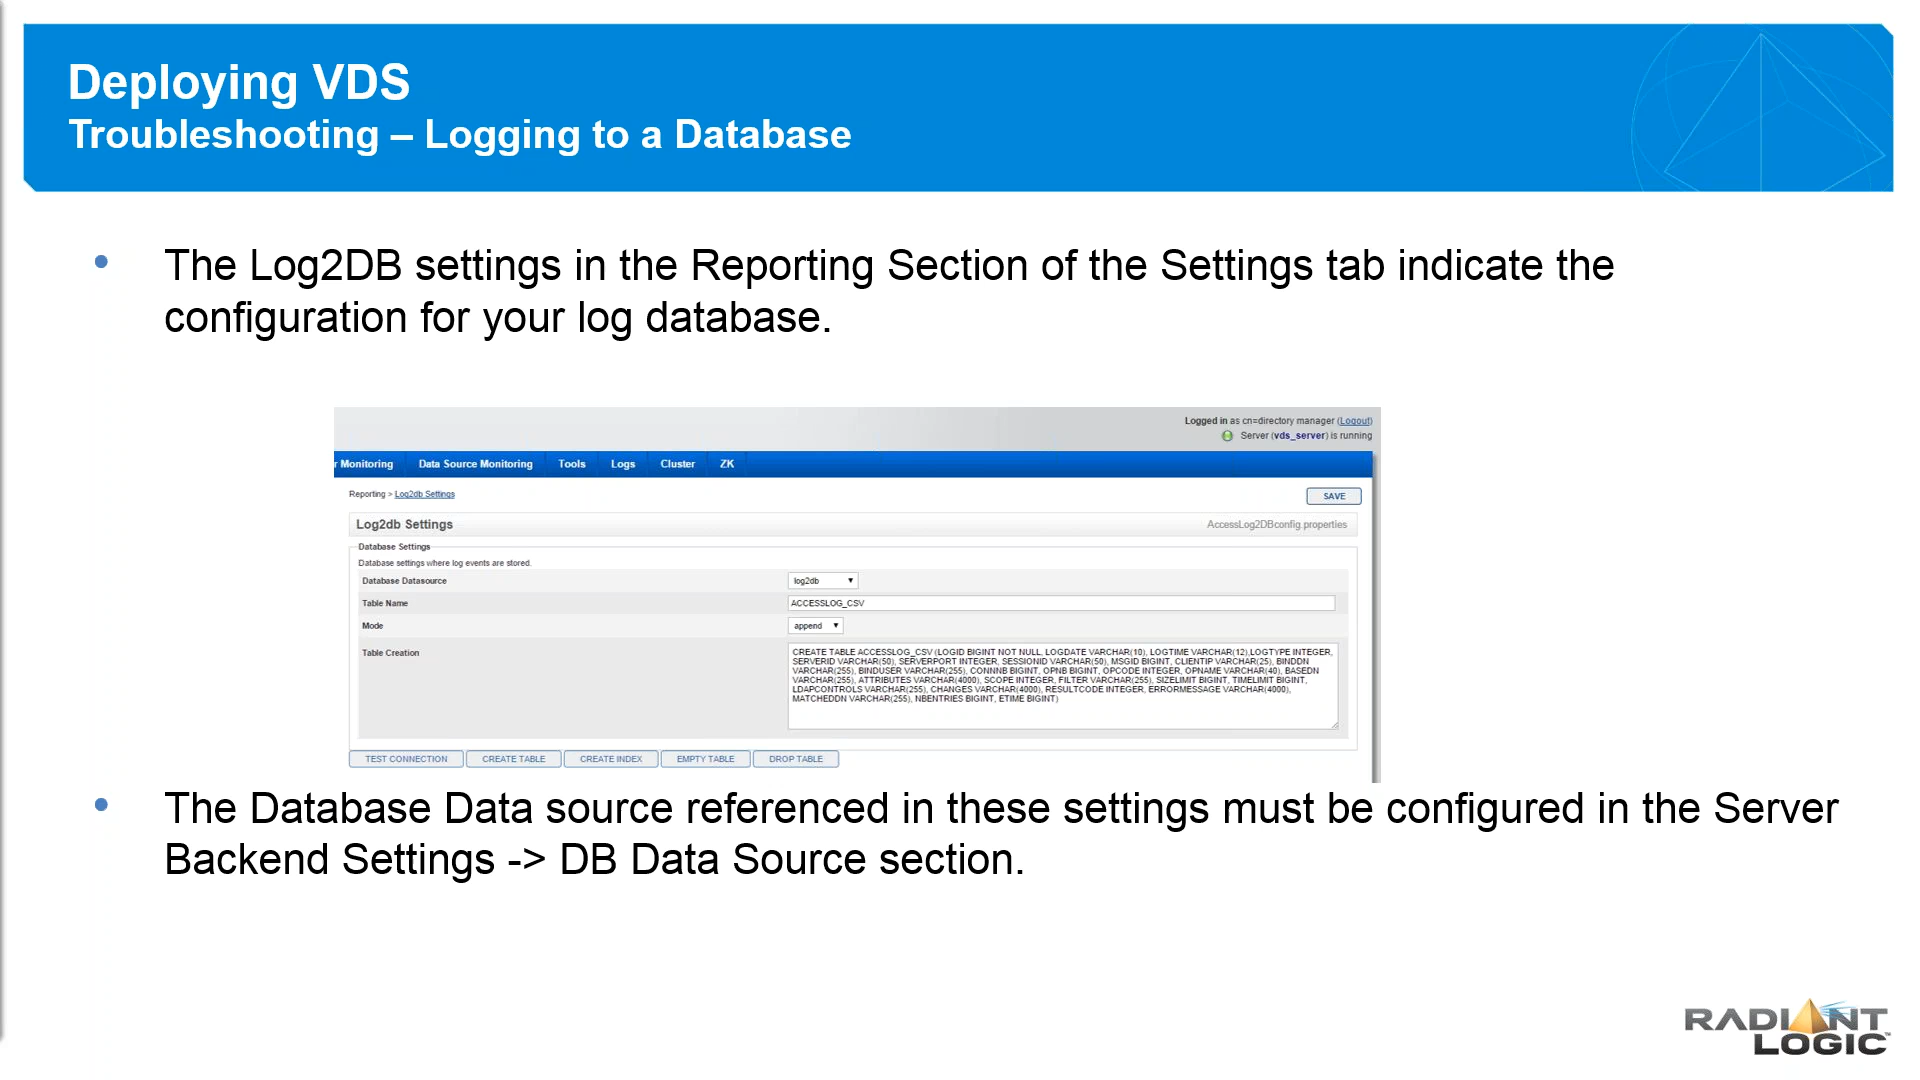 Deploying VDS
Troubleshooting – Logging to a Database
• The Log2DB settings in the Reporting Section of the Settings tab indicate the
configuration for your log database.
Logged in as cn=directory manager (Logout)
Server (vds_server) is running
r Monitoring Data Source Monitoring Tools Logs Cluster ZK
Reporting > Log2db Settings
SAVE
Log2db Settings AccessLog2DBconfig.properties
Database Settings
Database settings where log events are stored.
Database Datasource log2db
Table Name ACCESSLOG_CSV
Mode append
Table Creation
CREATE TABLE ACCESSLOG_CSV (LOGID BIGINT NOT NULL, LOGDATE VARCHAR(10), LOGTIME VARCHAR(12),LOGTYPE INTEGER,
SERVERID VARCHAR(50), SERVERPORT INTEGER, SESSIONID VARCHAR(50), MSGID BIGINT, CLIENTIP VARCHAR(25), BINDDN
VARCHAR(255), BINDUSER VARCHAR(255), CONNNB BIGINT, OPNB BIGINT, OPCODE INTEGER, OPNAME VARCHAR(40), BASEDN
VARCHAR(255), ATTRIBUTES VARCHAR(4000), SCOPE INTEGER, FILTER VARCHAR(255), SIZELIMIT BIGINT, TIMELIMIT BIGINT,
LDAPCONTROLS VARCHAR(255), CHANGES VARCHAR(4000), RESULTCODE INTEGER, ERRORMESSAGE VARCHAR(4000),
MATCHEDDN VARCHAR(255), NBENTRIES BIGINT, ETIME BIGINT)
TEST CONNECTION CREATE TABLE CREATE INDEX EMPTY TABLE DROP TABLE
• The Database Data source referenced in these settings must be configured in the Server
Backend Settings -> DB Data Source section.
RADIANT
LOGIC™